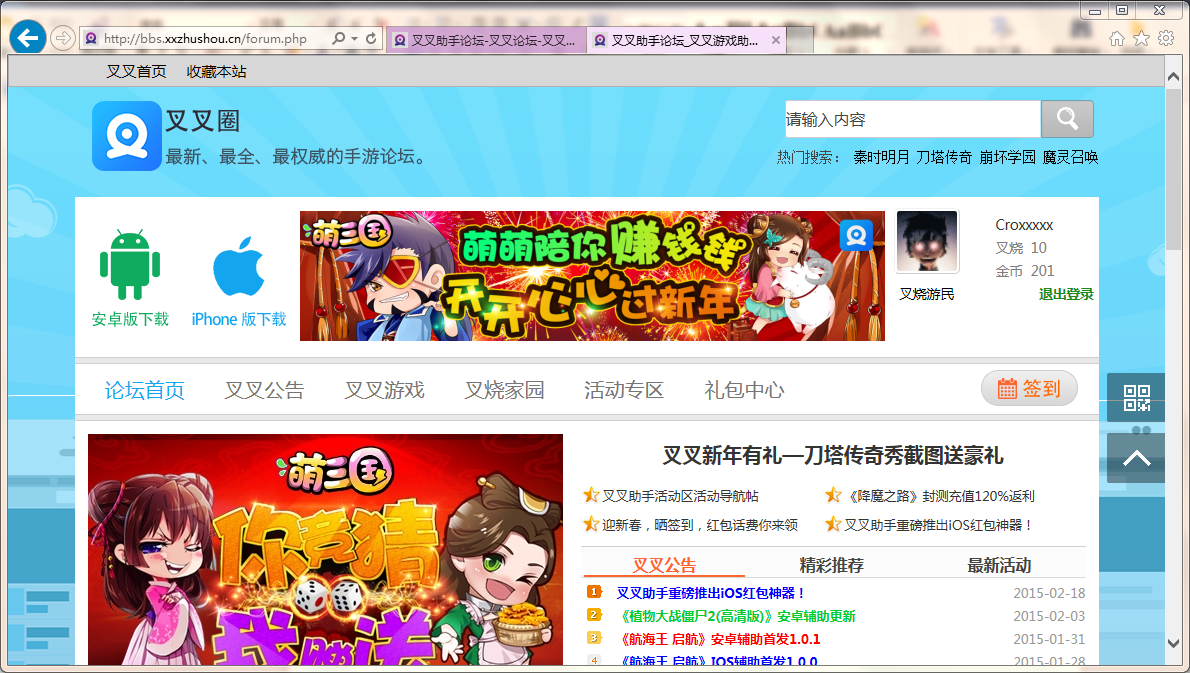 http://bbs.xxzhushou.cn/forum.php
叉叉助手论坛-叉叉论坛-叉叉...
叉叉助手论坛_叉叉游戏助...
叉叉首页 收藏本站
叉叉圈
最新、最全、最权威的手游论坛。
请输入内容
热门搜索： 秦时明月 刀塔传奇 崩坏学园 魔灵召唤
安卓版下载
iPhone 版下载
萌三国
萌萌陪你赚钱钱
开开心心过新年
Croxxxxx
叉烧 10
金币 201
叉烧游民
退出登录
论坛首页 叉叉公告 叉叉游戏 叉烧家园 活动专区 礼包中心
签到
萌三国
你竞猜
我就送
叉叉新年有礼—刀塔传奇秀截图送豪礼
叉叉助手活动区活动导航帖
《降魔之路》封测充值120%返利
迎新春，晒签到，红包话费你来领
叉叉助手重磅推出iOS红包神器！
叉叉公告 精彩推荐 最新活动
1 叉叉助手重磅推出iOS红包神器！ 2015-02-18
2 《植物大战僵尸2(高清版)》安卓辅助更新 2015-02-03
3 《航海王 启航》安卓辅助首发1.0.1 2015-01-31
4 《航海王 启航》IOS辅助首发1.0.0 2015-01-28